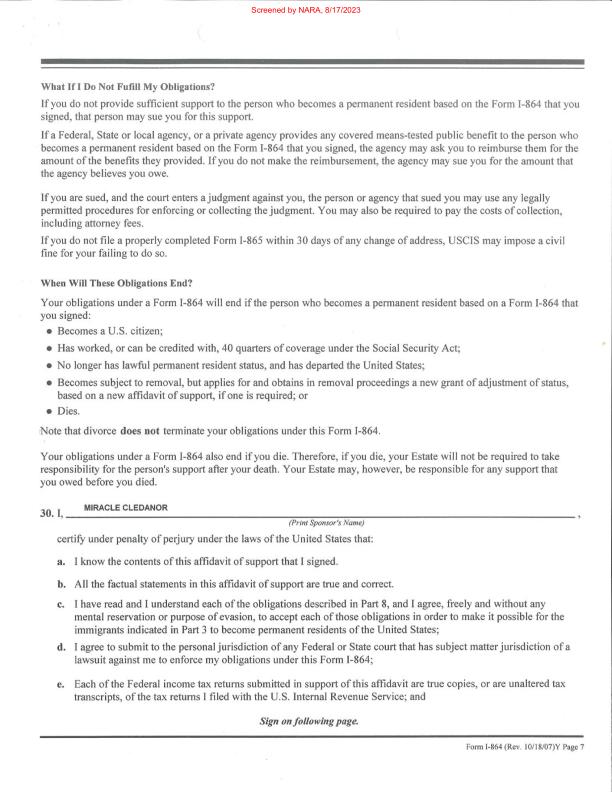 Screened by NARA, 8/17/2023
What If I Do Not Fufill My Obligations?
If you do not provide sufficient support to the person who becomes a permanent resident based on the Form I-864 that you
signed, that person may sue you for this support.
If a Federal, State or local agency, or a private agency provides any covered means-tested public benefit to the person who
becomes a permanent resident based on the Form I-864 that you signed, the agency may ask you to reimburse them for the
amount of the benefits they provided. If you do not make the reimbursement, the agency may sue you for the amount that
the agency believes you owe.
If you are sued, and the court enters a judgment against you, the person or agency that sued you may use any legally
permitted procedures for enforcing or collecting the judgment. You may also be required to pay the costs of collection,
including attorney fees.
If you do not file a properly completed Form I-865 within 30 days of any change of address, USCIS may impose a civil
fine for your failing to do so.
When Will These Obligations End?
Your obligations under a Form I-864 will end if the person who becomes a permanent resident based on a Form I-864 that
you signed:
● Becomes a U.S. citizen;
● Has worked, or can be credited with, 40 quarters of coverage under the Social Security Act;
● No longer has lawful permanent resident status, and has departed the United States;
● Becomes subject to removal, but applies for and obtains in removal proceedings a new grant of adjustment of status,
based on a new affidavit of support, if one is required; or
● Dies.
Note that divorce does not terminate your obligations under this Form I-864.
Your obligations under a Form I-864 also end if you die. Therefore, if you die, your Estate will not be required to take
responsibility for the person's support after your death. Your Estate may, however, be responsible for any support that
you owed before you died.
30. I, MIRACLE CLEDANOR ,
(Print Sponsor's Name)
certify under penalty of perjury under the laws of the United States that:
a. I know the contents of this affidavit of support that I signed.
b. All the factual statements in this affidavit of support are true and correct.
c. I have read and I understand each of the obligations described in Part 8, and I agree, freely and without any
mental reservation or purpose of evasion, to accept each of those obligations in order to make it possible for the
immigrants indicated in Part 3 to become permanent residents of the United States;
d. I agree to submit to the personal jurisdiction of any Federal or State court that has subject matter jurisdiction of a
lawsuit against me to enforce my obligations under this Form I-864;
e. Each of the Federal income tax returns submitted in support of this affidavit are true copies, or are unaltered tax
transcripts, of the tax returns I filed with the U.S. Internal Revenue Service; and
Sign on following page.
Form I-864 (Rev. 10/18/07)Y Page 7